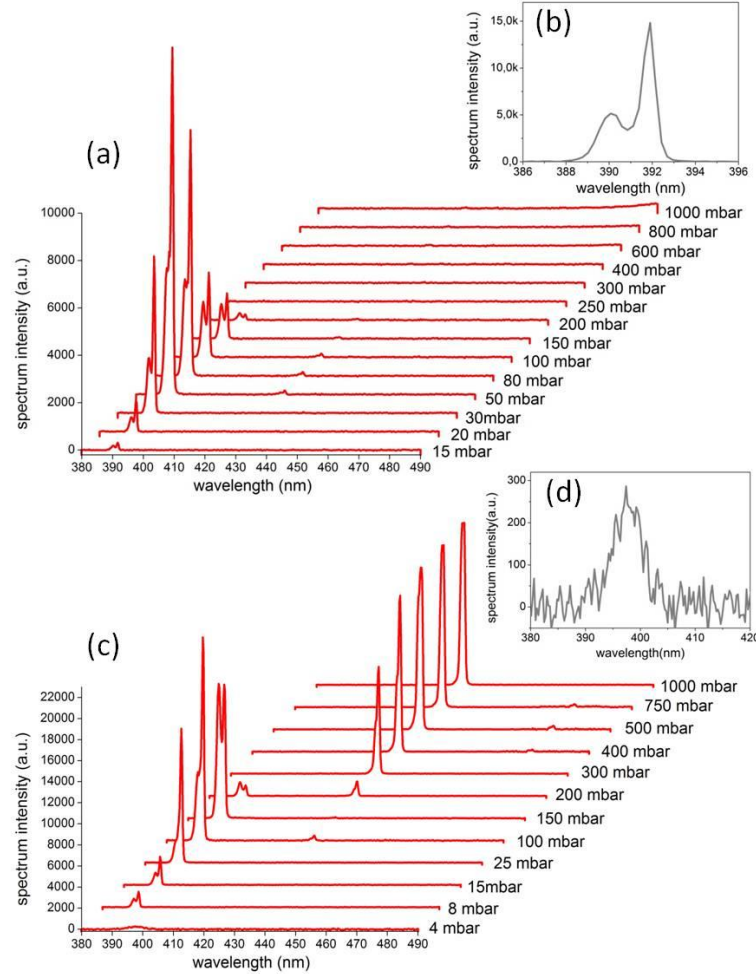 (a)
spectrum intensity (a.u.)
10000
8000
6000
4000
2000
0
380 390 400 410 420 430 440 450 460 470 480 490
wavelength (nm)
1000 mbar
800 mbar
600 mbar
400 mbar
300 mbar
250 mbar
200 mbar
150 mbar
100 mbar
80 mbar
50 mbar
30mbar
20 mbar
15 mbar
(b)
spectrum intensity (a.u.)
15,0k
10,0k
5,0k
0,0
386 388 390 392 394 396
wavelength (nm)
(c)
spectrum intensity (a.u.)
22000
20000
18000
16000
14000
12000
10000
8000
6000
4000
2000
0
380 390 400 410 420 430 440 450 460 470 480 490
wavelength (nm)
1000 mbar
750 mbar
500 mbar
400 mbar
300 mbar
200 mbar
150 mbar
100 mbar
25 mbar
15mbar
8 mbar
4 mbar
(d)
spectrum intensity(a.u.)
300
200
100
0
380 390 400 410 420
wavelength(nm)